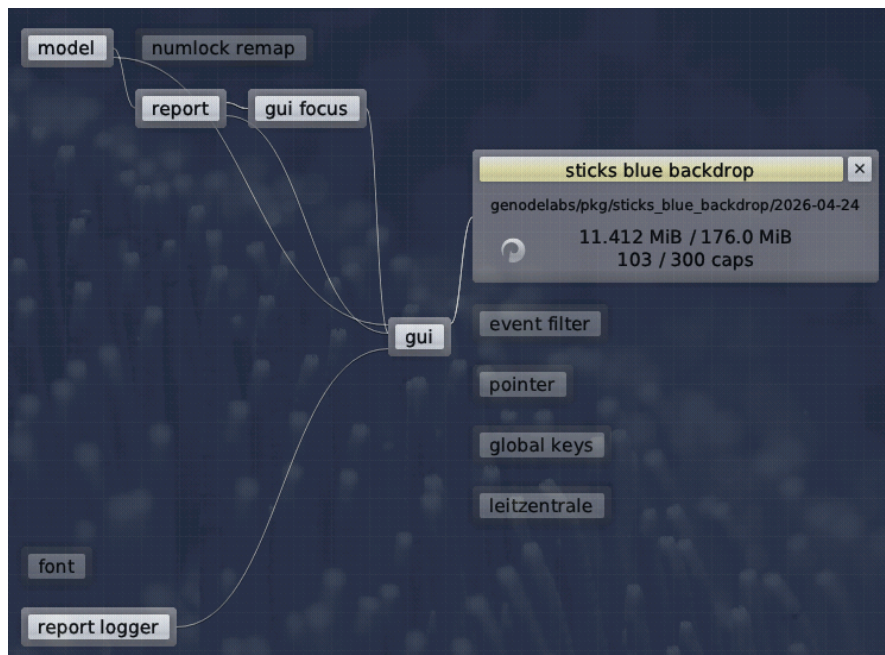 model
numlock remap
report
gui focus
sticks blue backdrop
genodelabs/pkg/sticks_blue_backdrop/2026-04-24
11.412 MiB / 176.0 MiB
103 / 300 caps
event filter
gui
pointer
global keys
leitzentrale
font
report logger